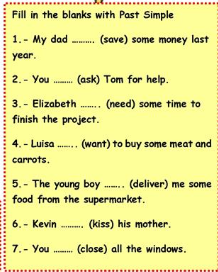 Fill in the blanks with Past Simple
1.- My dad .......... (save) some money last
year.
2.- You ......... (ask) Tom for help.
3.- Elizabeth ........ (need) some time to
finish the project.
4.- Luisa ........ (want) to buy some meat and
carrots.
5.- The young boy ........ (deliver) me some
food from the supermarket.
6.- Kevin .........., (kiss) his mother.
7.- You ......... (close) all the windows.